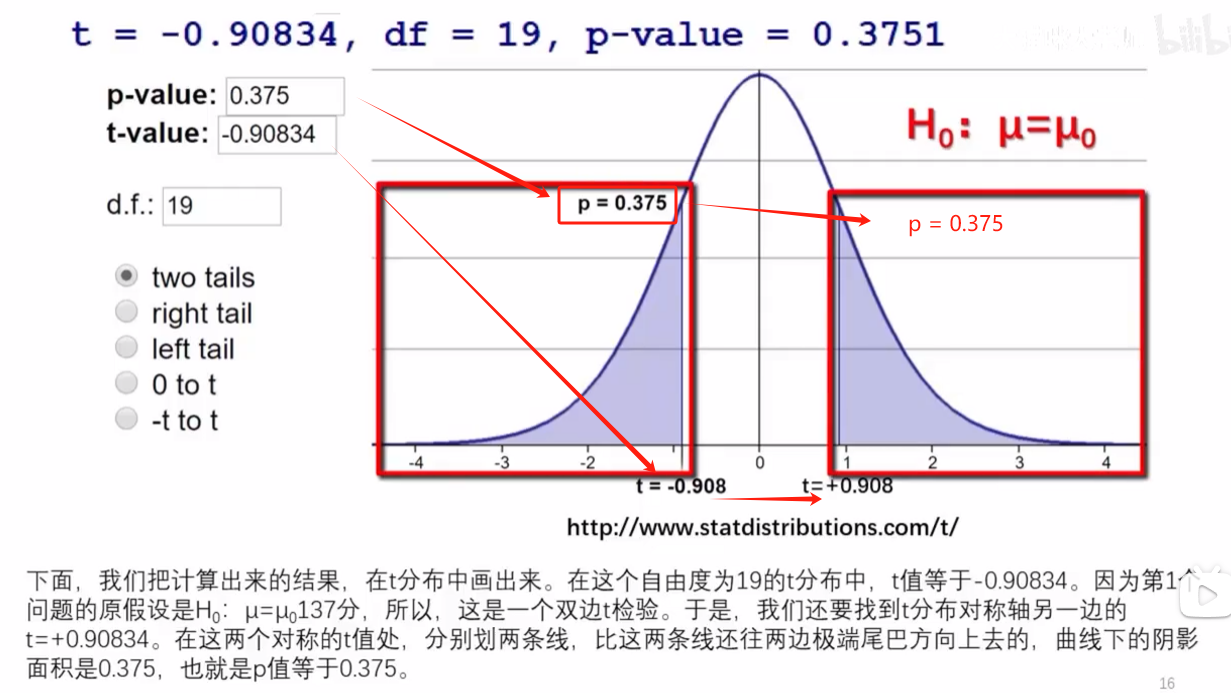 t = -0.90834, df = 19, p-value = 0.3751
p-value: 0.375
t-value: -0.90834
H₀：μ=μ₀
d.f.: 19
p = 0.375
p = 0.375
two tails
right tail
left tail
0 to t
-t to t
-4 -3 -2 0 1 2 3 4
t = -0.908 t=+0.908
http://www.statdistributions.com/t/
下面，我们把计算出来的结果，在t分布中画出来。在这个自由度为19的t分布中，t值等于-0.90834。因为第1个
问题的原假设是H₀：μ=μ₀137分，所以，这是一个双边t检验。于是，我们还要找到t分布对称轴另一边的
t=+0.90834。在这两个对称的t值处，分别划两条线，比这两条线还往两边极端尾巴方向上去的，曲线下的阴影
面积是0.375，也就是p值等于0.375。
16